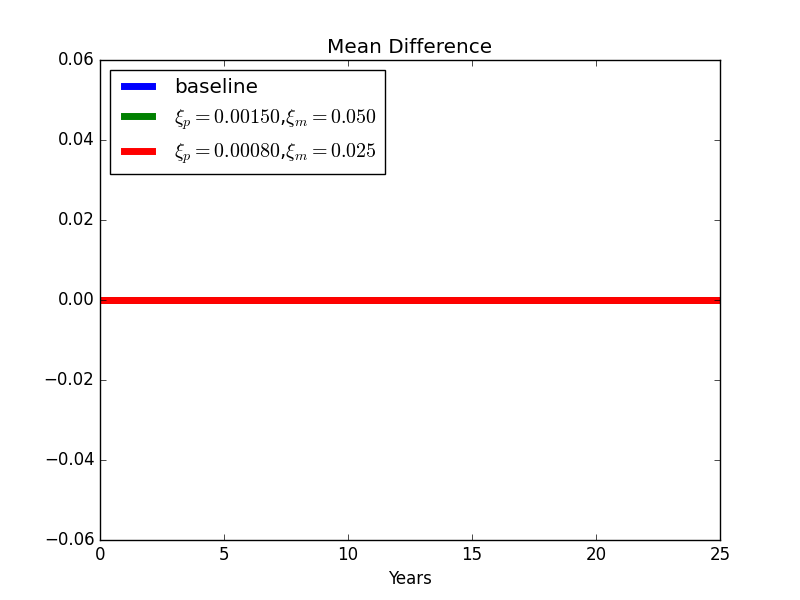 Mean Difference
baseline
ξₚ = 0.00150, ξₘ = 0.050
ξₚ = 0.00080, ξₘ = 0.025
0.06
0.04
0.02
0.00
−0.02
−0.04
−0.06
0 5 10 15 20 25
Years